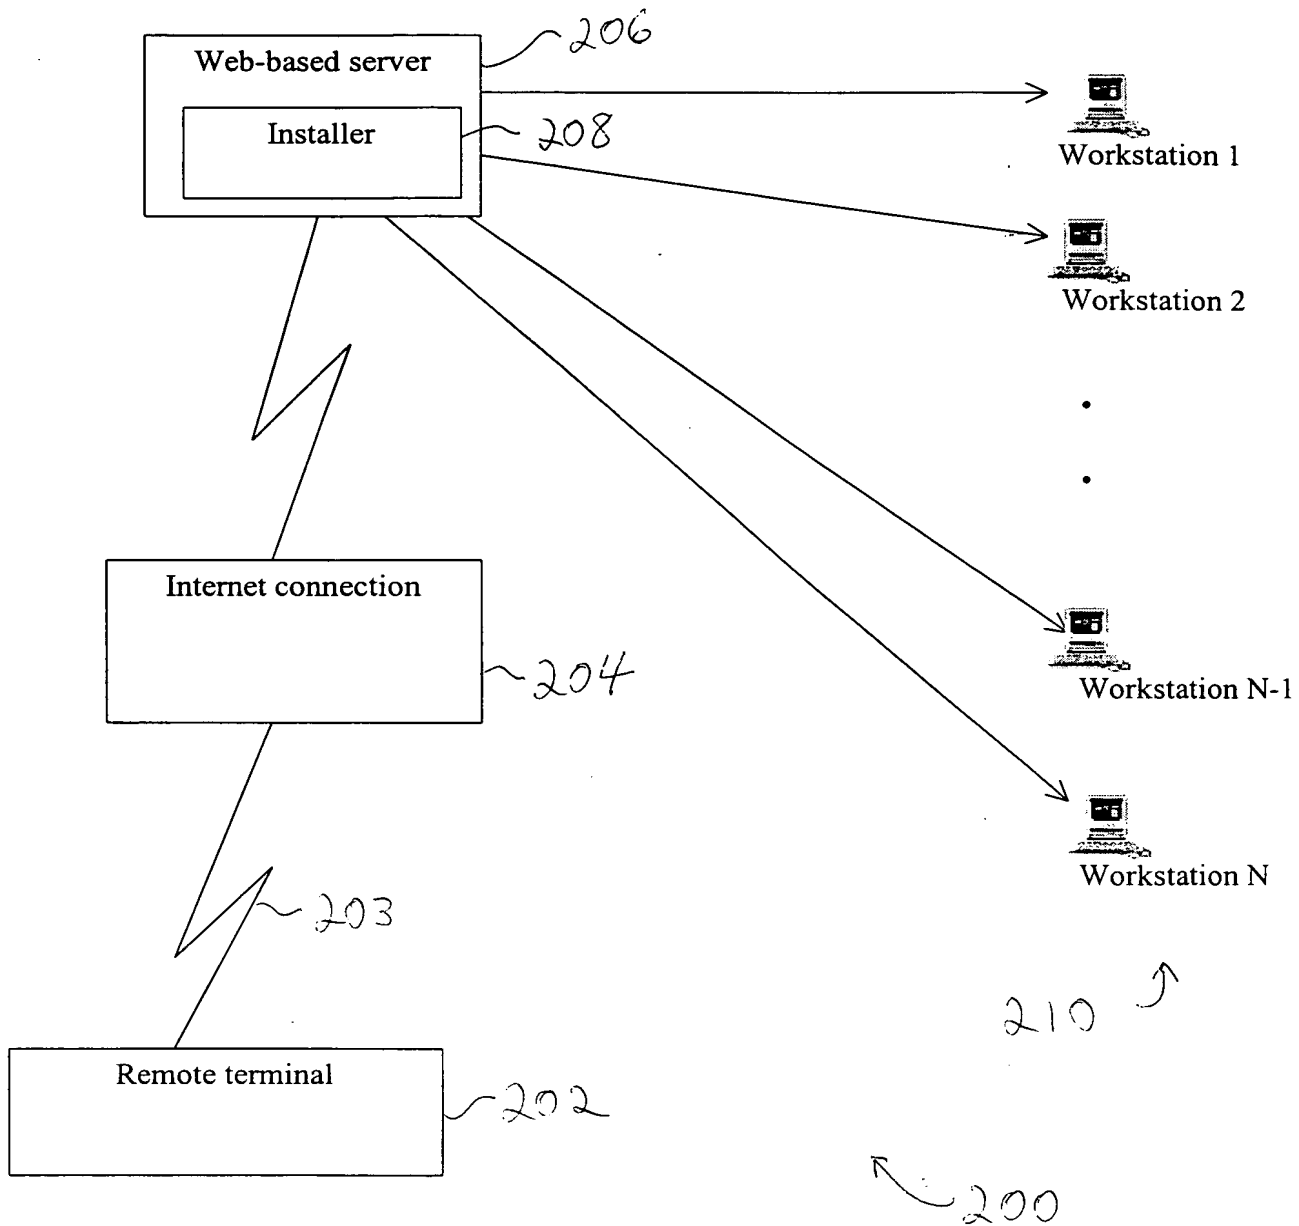 206
Web-based server
Installer
208
Workstation 1
Workstation 2
Internet connection
204
Workstation N-1
Workstation N
203
210
Remote terminal
202
200